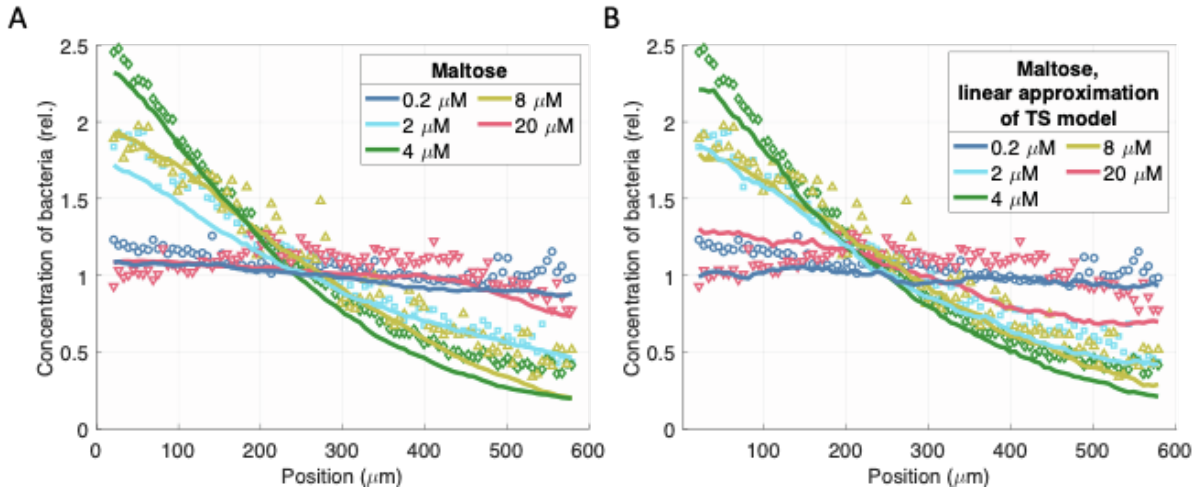 A
Concentration of bacteria (rel.)
2.5
2
1.5
1
0.5
0
0
100
200
300
400
500
600
Position (μm)
Maltose
0.2 μM
8 μM
2 μM
20 μM
4 μM
B
Concentration of bacteria (rel.)
2.5
2
1.5
1
0.5
0
100
200
300
400
500
600
Position (μm)
Maltose,
linear approximation
of TS model
0.2 μM
8 μM
2 μM
20 μM
4 μM